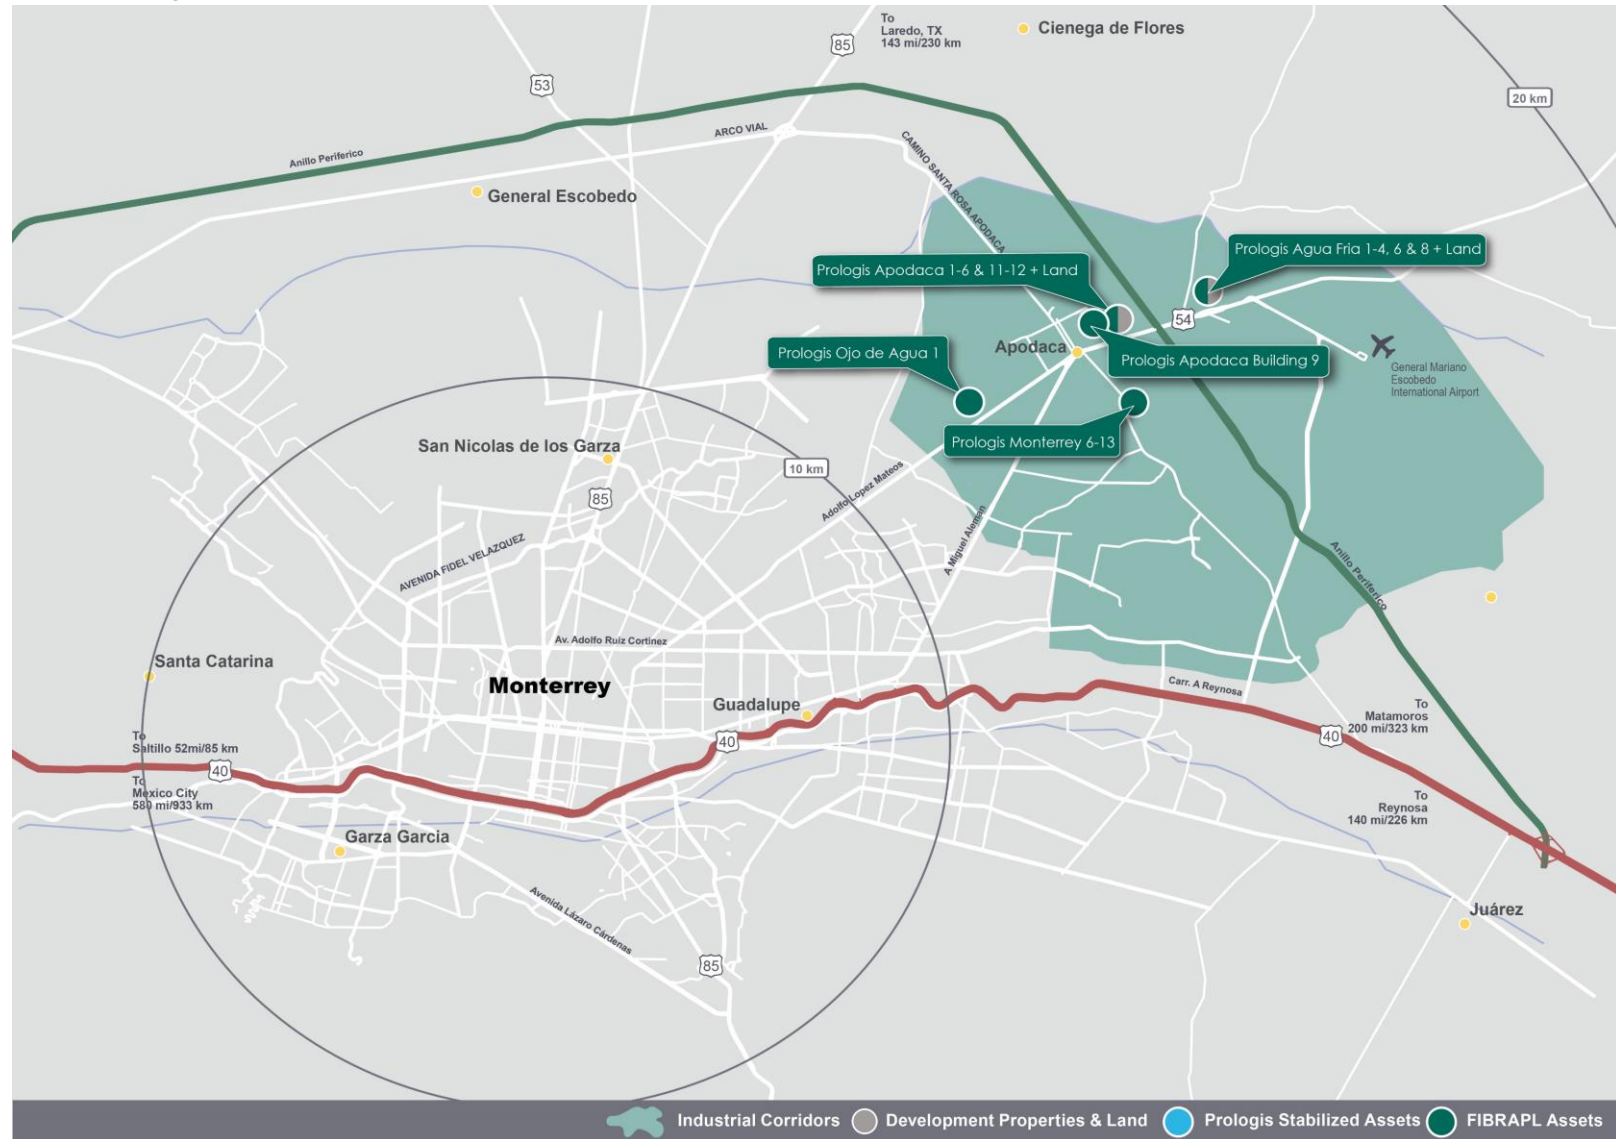 To
Laredo, TX
143 mi/230 km
85
Cienega de Flores
53
20 km
ARCO VIAL
Anillo Periferico
CAMINO SANTA ROSA APODACA
General Escobedo
Prologis Agua Fria 1-4, 6 & 8 + Land
Prologis Apodaca 1-6 & 11-12 + Land
54
Apodaca
Prologis Ojo de Agua 1
Prologis Apodaca Building 9
General Mariano
Escobedo
International Airport
Prologis Monterrey 6-13
San Nicolas de los Garza
10 km
85
Adolfo Lopez Mateos
A Miguel Aleman
AVENIDA FIDEL VELAZQUEZ
Anillo Periferico
Av. Adolfo Ruiz Cortinez
Santa Catarina
Monterrey
Carr. A Reynosa
Guadalupe
To
Matamoros
200 mi/323 km
40
40
To
Saltillo 52mi/85 km
40
To
Mexico City
580 mi/933 km
To
Reynosa
140 mi/226 km
Garza Garcia
Avenida Lázaro Cárdenas
Juárez
85
Industrial Corridors
Development Properties & Land
Prologis Stabilized Assets
FIBRAPL Assets